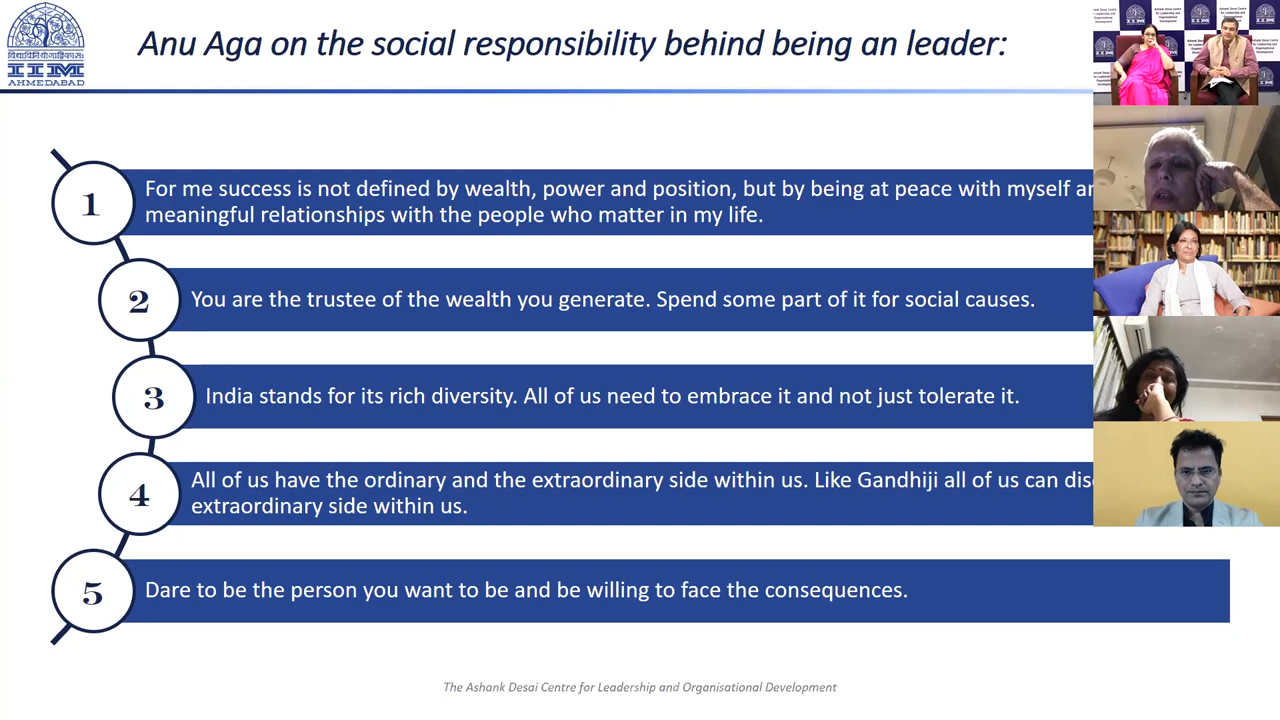 IIM
AHMEDABAD
Anu Aga on the social responsibility behind being an leader:
1
For me success is not defined by wealth, power and position, but by being at peace with myself
meaningful relationships with the people who matter in my life.
2
You are the trustee of the wealth you generate. Spend some part of it for social causes.
3
India stands for its rich diversity. All of us need to embrace it and not just tolerate it.
4
All of us have the ordinary and the extraordinary side within us. Like Gandhiji all of us can
extraordinary side within us.
5
Dare to be the person you want to be and be willing to face the consequences.
The Ashank Desai Centre for Leadership and Organisational Development